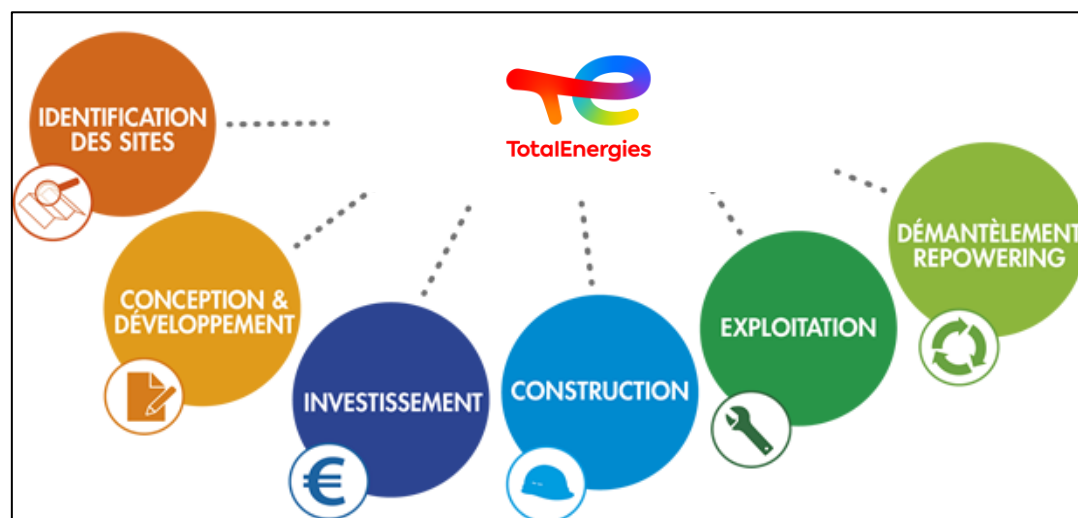 TotalEnergies
IDENTIFICATION
DES SITES
CONCEPTION &
DÉVELOPPEMENT
INVESTISSEMENT
€
CONSTRUCTION
EXPLOITATION
DÉMANTÈLEMENT
REPOWERING